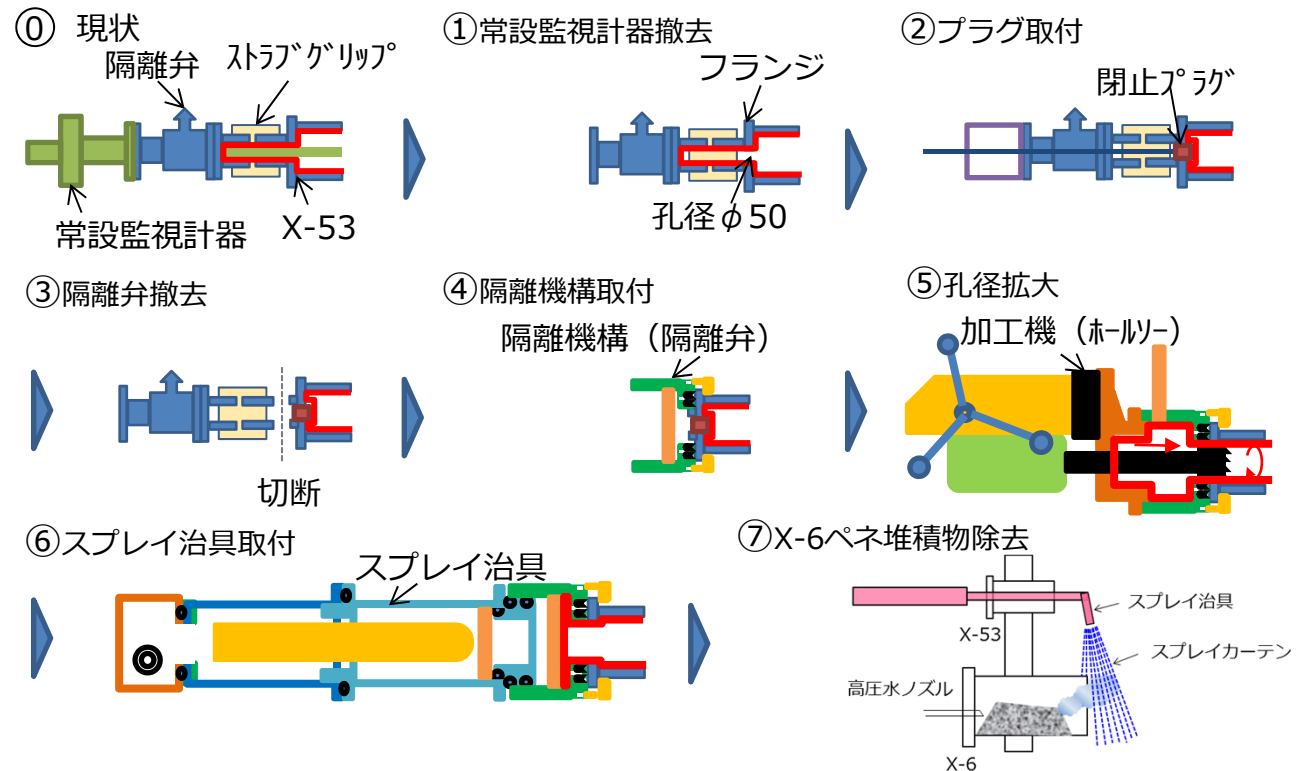 ⓪ 現状
隔離弁
ｽﾄﾗﾌﾞｸﾞﾘｯﾌﾟ
常設監視計器
X-53
①常設監視計器撤去
フランジ
孔径φ50
②プラグ取付
閉止ﾌﾟﾗｸﾞ
③隔離弁撤去
切断
④隔離機構取付
隔離機構（隔離弁）
⑤孔径拡大
加工機（ﾎｰﾙｿｰ）
⑥スプレイ治具取付
スプレイ治具
⑦X-6ペネ堆積物除去
スプレイ治具
X-53
スプレイカーテン
高圧水ノズル
X-6